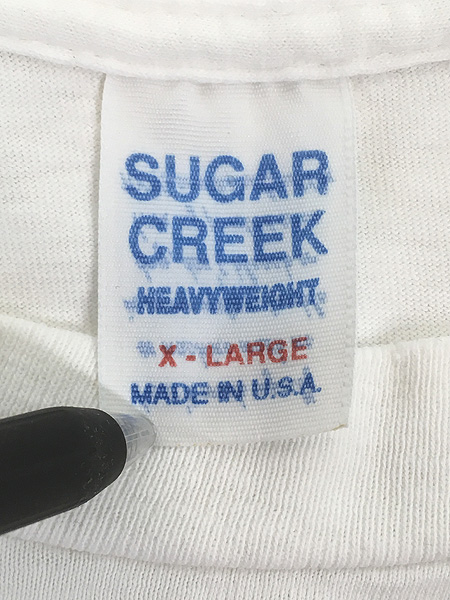 SUGAR
CREEK
HEAVYWEIGHT
X - LARGE
MADE IN U.S.A.